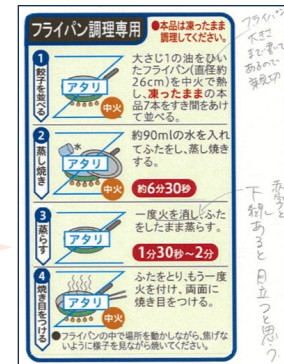 フライパン調理専用
●本品は凍ったまま
調理してください。
1 餃子を並べる
アタリ
中火
大さじ1の油をひい
たフライパン(直径約
26cm)を中火で熱
し、凍ったままの本
品7本をすき間をあけ
て並べる。
2 蒸し焼き
水
アタリ
中火
約90mlの水を入れ
てふたをし、蒸し焼き
する。
約6分30秒
3 蒸らす
アタリ
一度火を消し、ふた
をしたまま蒸らす。
1分30秒~2分
4 焼き目をつける
アタリ
中火
ふたをとり、もう一度
火を付け、両面に
焼き目をつける。
●フライパンの中で場所を動かしながら、焦げな
いように様子を見ながら焼いてください。
フライパン
大きさ
まで書いて
あるので
親切
下線
あると
目立つと思う。